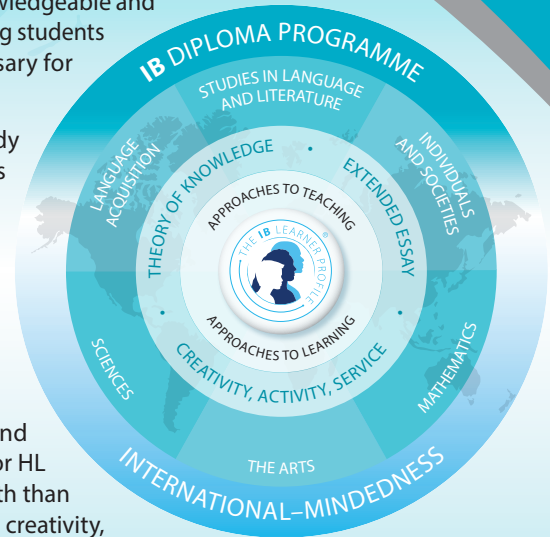 wledgeable and
g students
sary for
dy
s
nd
or HL
th than
creativity,
IB DIPLOMA PROGRAMME
STUDIES IN LANGUAGE
AND LITERATURE
LANGUAGE
ACQUISITION
INDIVIDUALS
AND SOCIETIES
THEORY OF KNOWLEDGE • EXTENDED ESSAY •
APPROACHES TO TEACHING
THE IB LEARNER PROFILE ®
APPROACHES TO LEARNING
• CREATIVITY, ACTIVITY, SERVICE
SCIENCES
MATHEMATICS
THE ARTS
INTERNATIONAL–MINDEDNESS